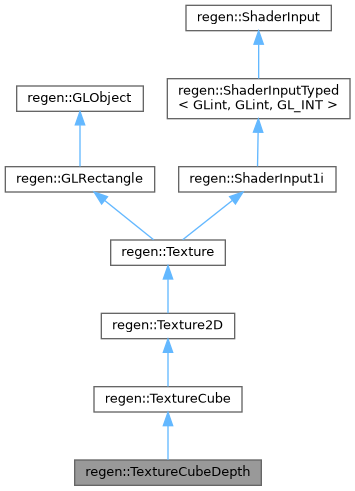 regen::ShaderInput
regen::GLObject
regen::ShaderInputTyped
< GLint, GLint, GL_INT >
regen::GLRectangle
regen::ShaderInput1i
regen::Texture
regen::Texture2D
regen::TextureCube
regen::TextureCubeDepth